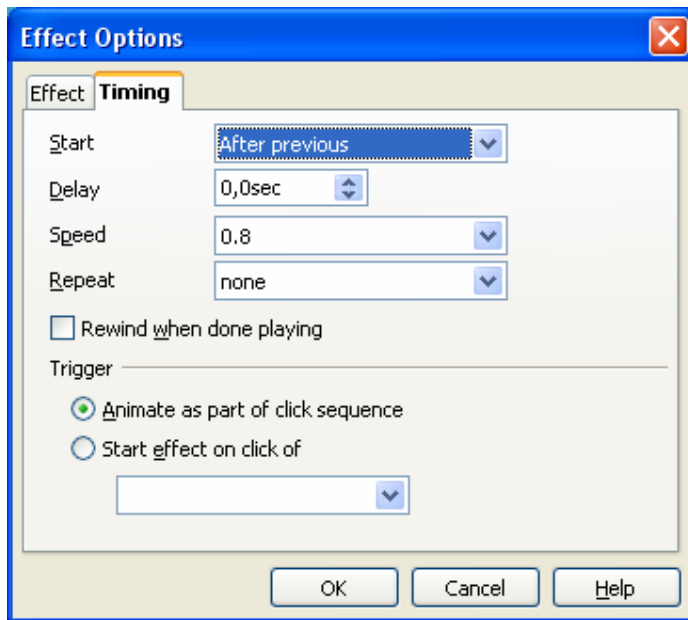 Effect Options
Effect Timing
Start After previous
Delay 0,0sec
Speed 0.8
Repeat none
Rewind when done playing
Trigger
Animate as part of click sequence
Start effect on click of
OK Cancel Help